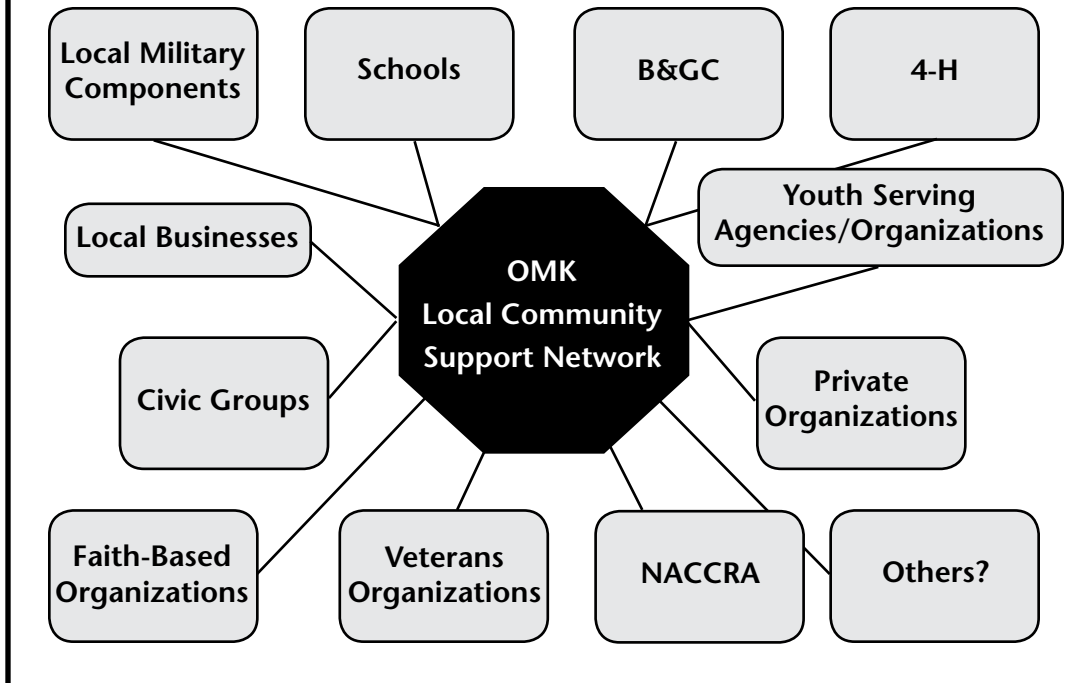 Local Military
Components
Schools
B&GC
4-H
Youth Serving
Agencies/Organizations
Local Businesses
OMK
Local Community
Support Network
Civic Groups
Private
Organizations
Faith-Based
Organizations
Veterans
Organizations
NACCRA
Others?